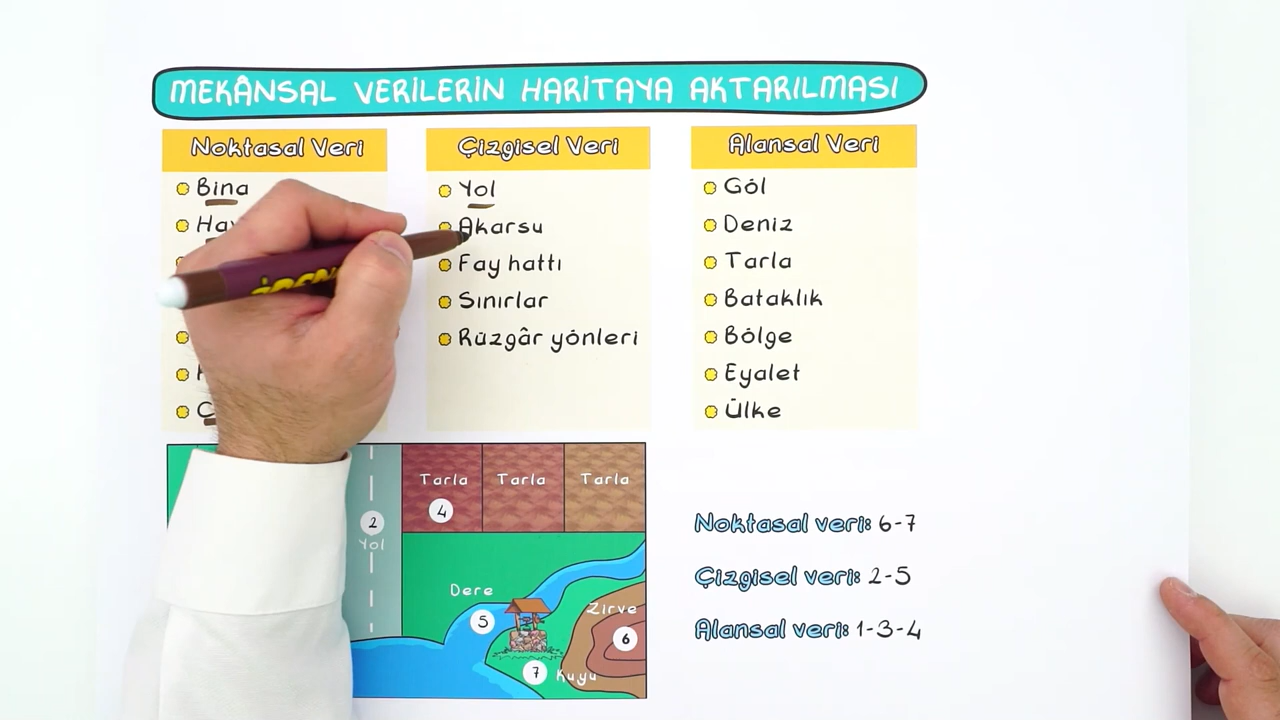 MEKÂNSAL VERİLERİN HARİTAYA AKTARILMASI
Noktasal Veri
Bina
Çizgisel Veri
Yol
Akarsu
Fay hattı
Sınırlar
Rüzgâr yönleri
Alansal Veri
Göl
Deniz
Tarla
Bataklık
Bölge
Eyalet
Ülke
2
Yol
Tarla
Tarla
Tarla
4
Dere
5
Zirve
6
7
Kuyu
Noktasal veri: 6-7
Çizgisel veri: 2-5
Alansal veri: 1-3-4